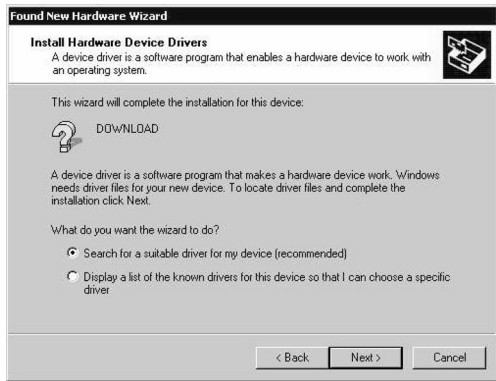 Found New Hardware Wizard
Install Hardware Device Drivers
A device driver is a software program that enables a hardware device to work with
an operating system.
This wizard will complete the installation for this device:
DOWNLOAD
A device driver is a software program that makes a hardware device work. Windows
needs driver files for your new device. To locate driver files and complete the
installation click Next.
What do you want the wizard to do?
Search for a suitable driver for my device (recommended)
Display a list of the known drivers for this device so that I can choose a specific
driver
< Back Next > Cancel